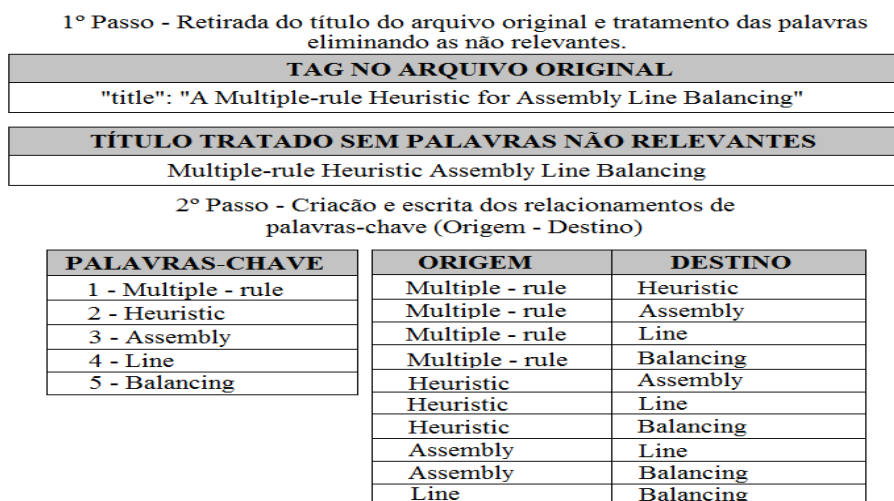 1º Passo - Retirada do título do arquivo original e tratamento das palavras
eliminando as não relevantes.
TAG NO ARQUIVO ORIGINAL
"title": "A Multiple-rule Heuristic for Assembly Line Balancing"
TÍTULO TRATADO SEM PALAVRAS NÃO RELEVANTES
Multiple-rule Heuristic Assembly Line Balancing
2º Passo - Criação e escrita dos relacionamentos de
palavras-chave (Origem - Destino)
PALAVRAS-CHAVE
1 - Multiple - rule
2 - Heuristic
3 - Assembly
4 - Line
5 - Balancing
ORIGEM DESTINO
Multiple - rule Heuristic
Multiple - rule Assembly
Multiple - rule Line
Multiple - rule Balancing
Heuristic Assembly
Heuristic Line
Heuristic Balancing
Assembly Line
Assembly Balancing
Line Balancing